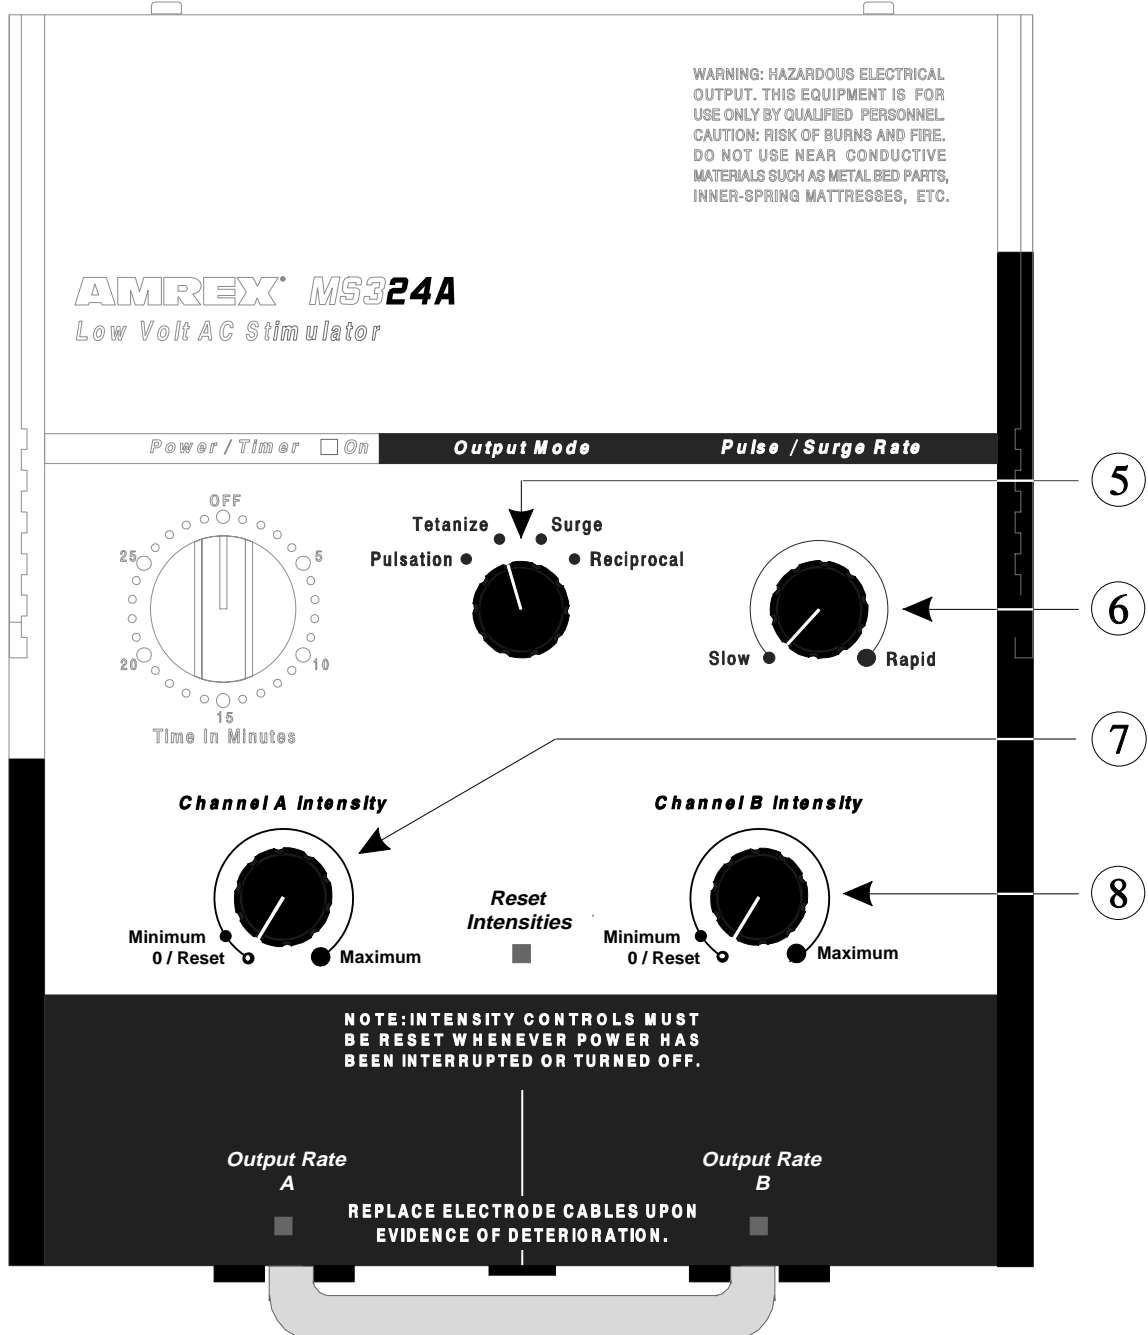 WARNING: HAZARDOUS ELECTRICAL
OUTPUT. THIS EQUIPMENT IS FOR
USE ONLY BY QUALIFIED PERSONNEL.
CAUTION: RISK OF BURNS AND FIRE.
DO NOT USE NEAR CONDUCTIVE
MATERIALS SUCH AS METAL BED PARTS,
INNER-SPRING MATTRESSES, ETC.
AMREX MS324A
Low Volt AC Stimulator
Power / Timer On
Output Mode
Pulse / Surge Rate
5
OFF
5
10
15
20
25
Time In Minutes
Tetanize
Surge
Pulsation
Reciprocal
6
Slow
Rapid
7
Channel A Intensity
Minimum
0 / Reset
Maximum
Reset
Intensities
Channel B Intensity
8
Minimum
0 / Reset
Maximum
NOTE: INTENSITY CONTROLS MUST
BE RESET WHENEVER POWER HAS
BEEN INTERRUPTED OR TURNED OFF.
Output Rate
A
Output Rate
B
REPLACE ELECTRODE CABLES UPON
EVIDENCE OF DETERIORATION.